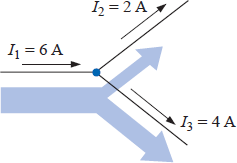 I₂ = 2 A
I₁ = 6 A
I₃ = 4 A